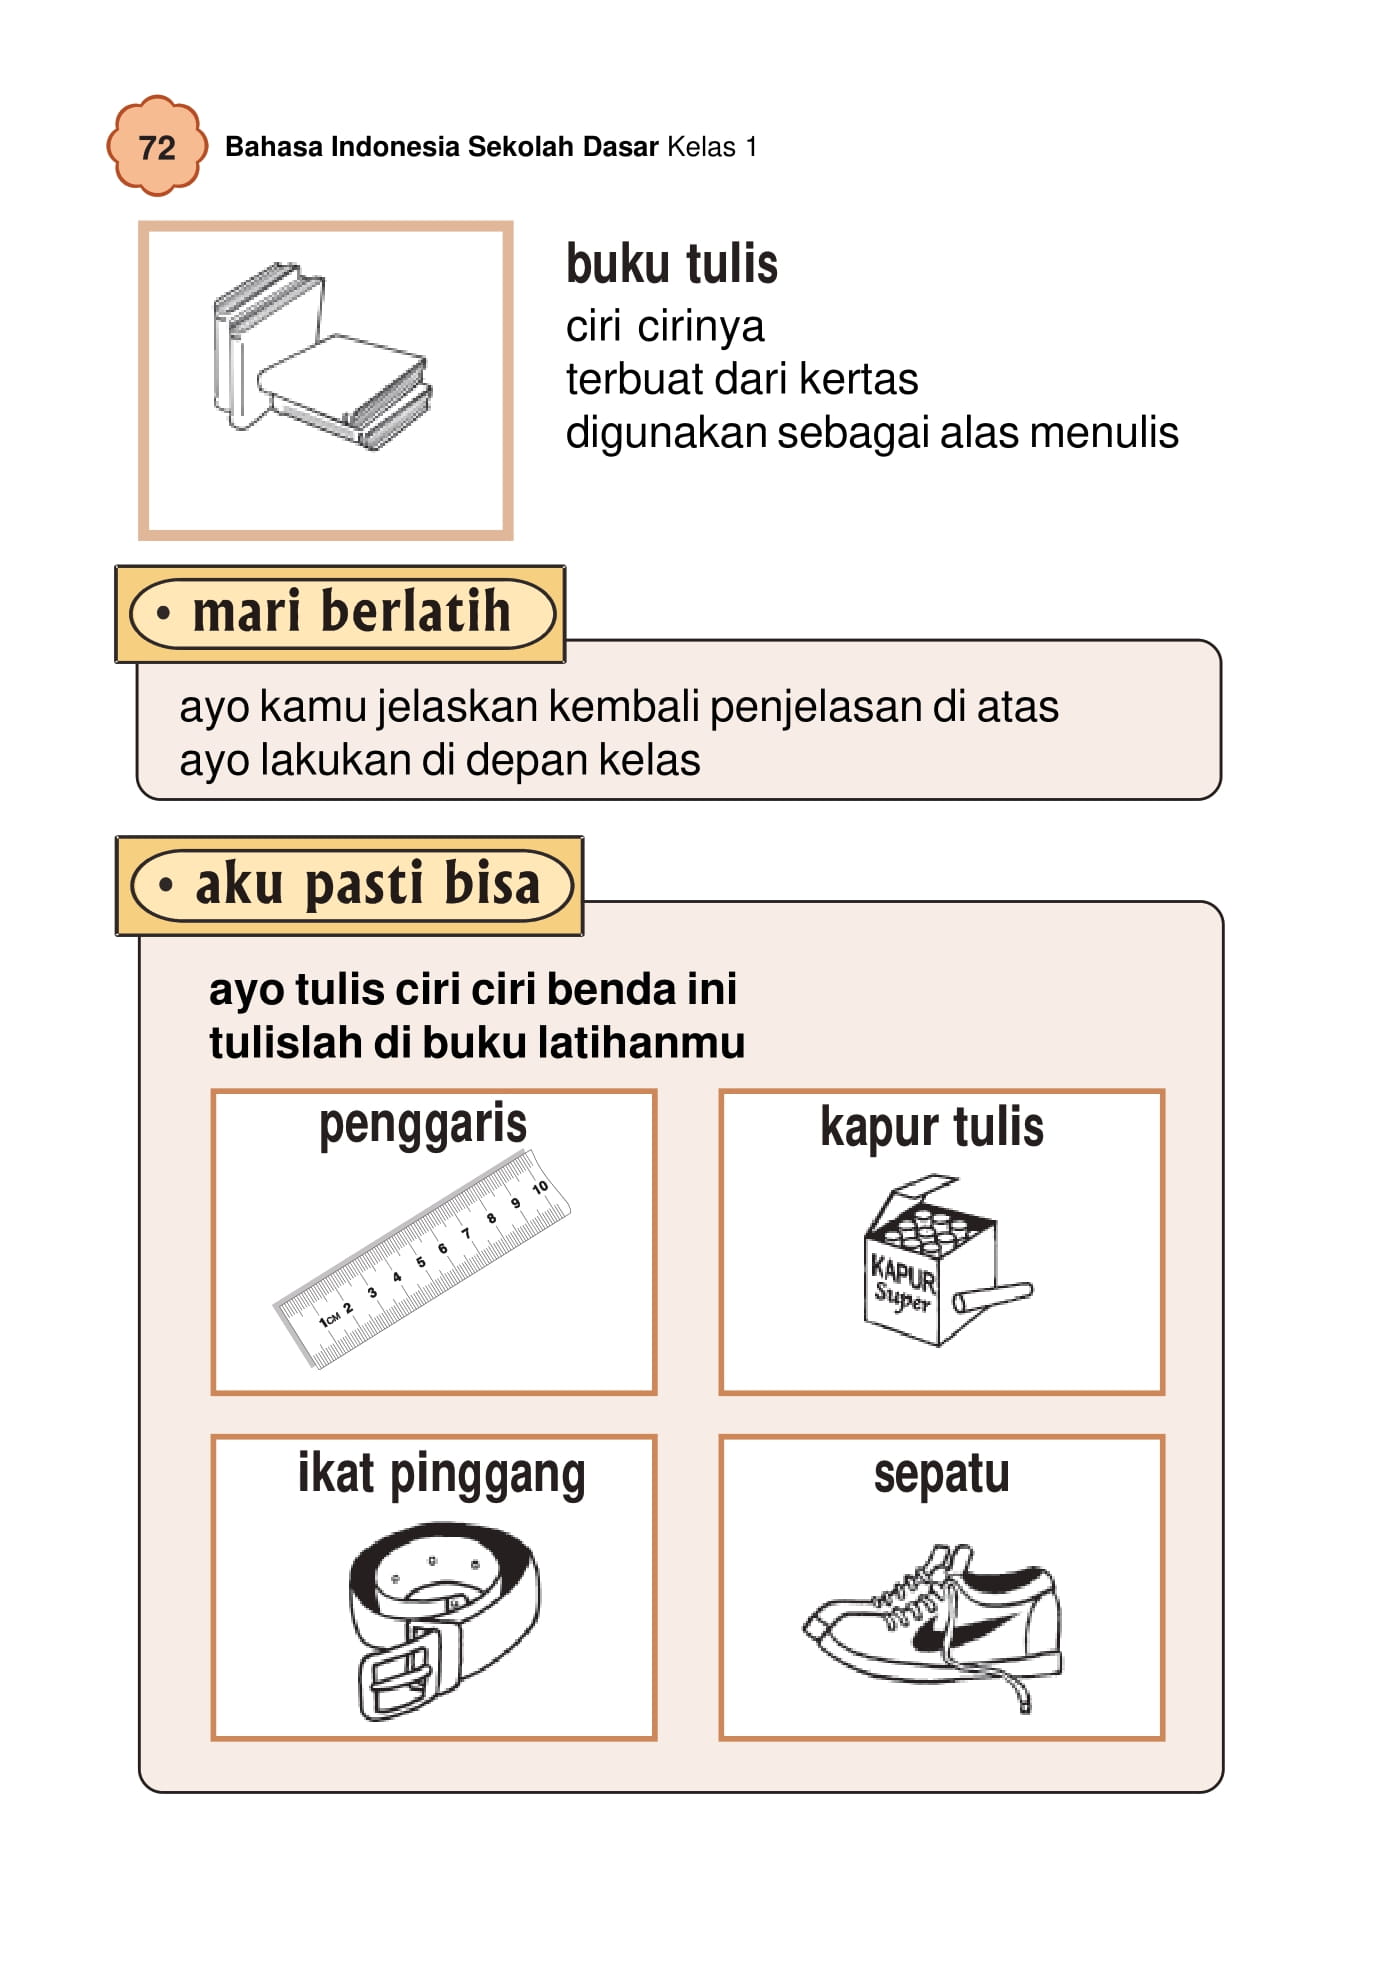 72
Bahasa Indonesia Sekolah Dasar Kelas 1
buku tulis
ciri cirinya
terbuat dari kertas
digunakan sebagai alas menulis
• mari berlatih
ayo kamu jelaskan kembali penjelasan di atas
ayo lakukan di depan kelas
• aku pasti bisa
ayo tulis ciri ciri benda ini
tulislah di buku latihanmu
penggaris
1CM 2 3 4 5 6 7 8 9 10
kapur tulis
KAPUR
Super
ikat pinggang
sepatu